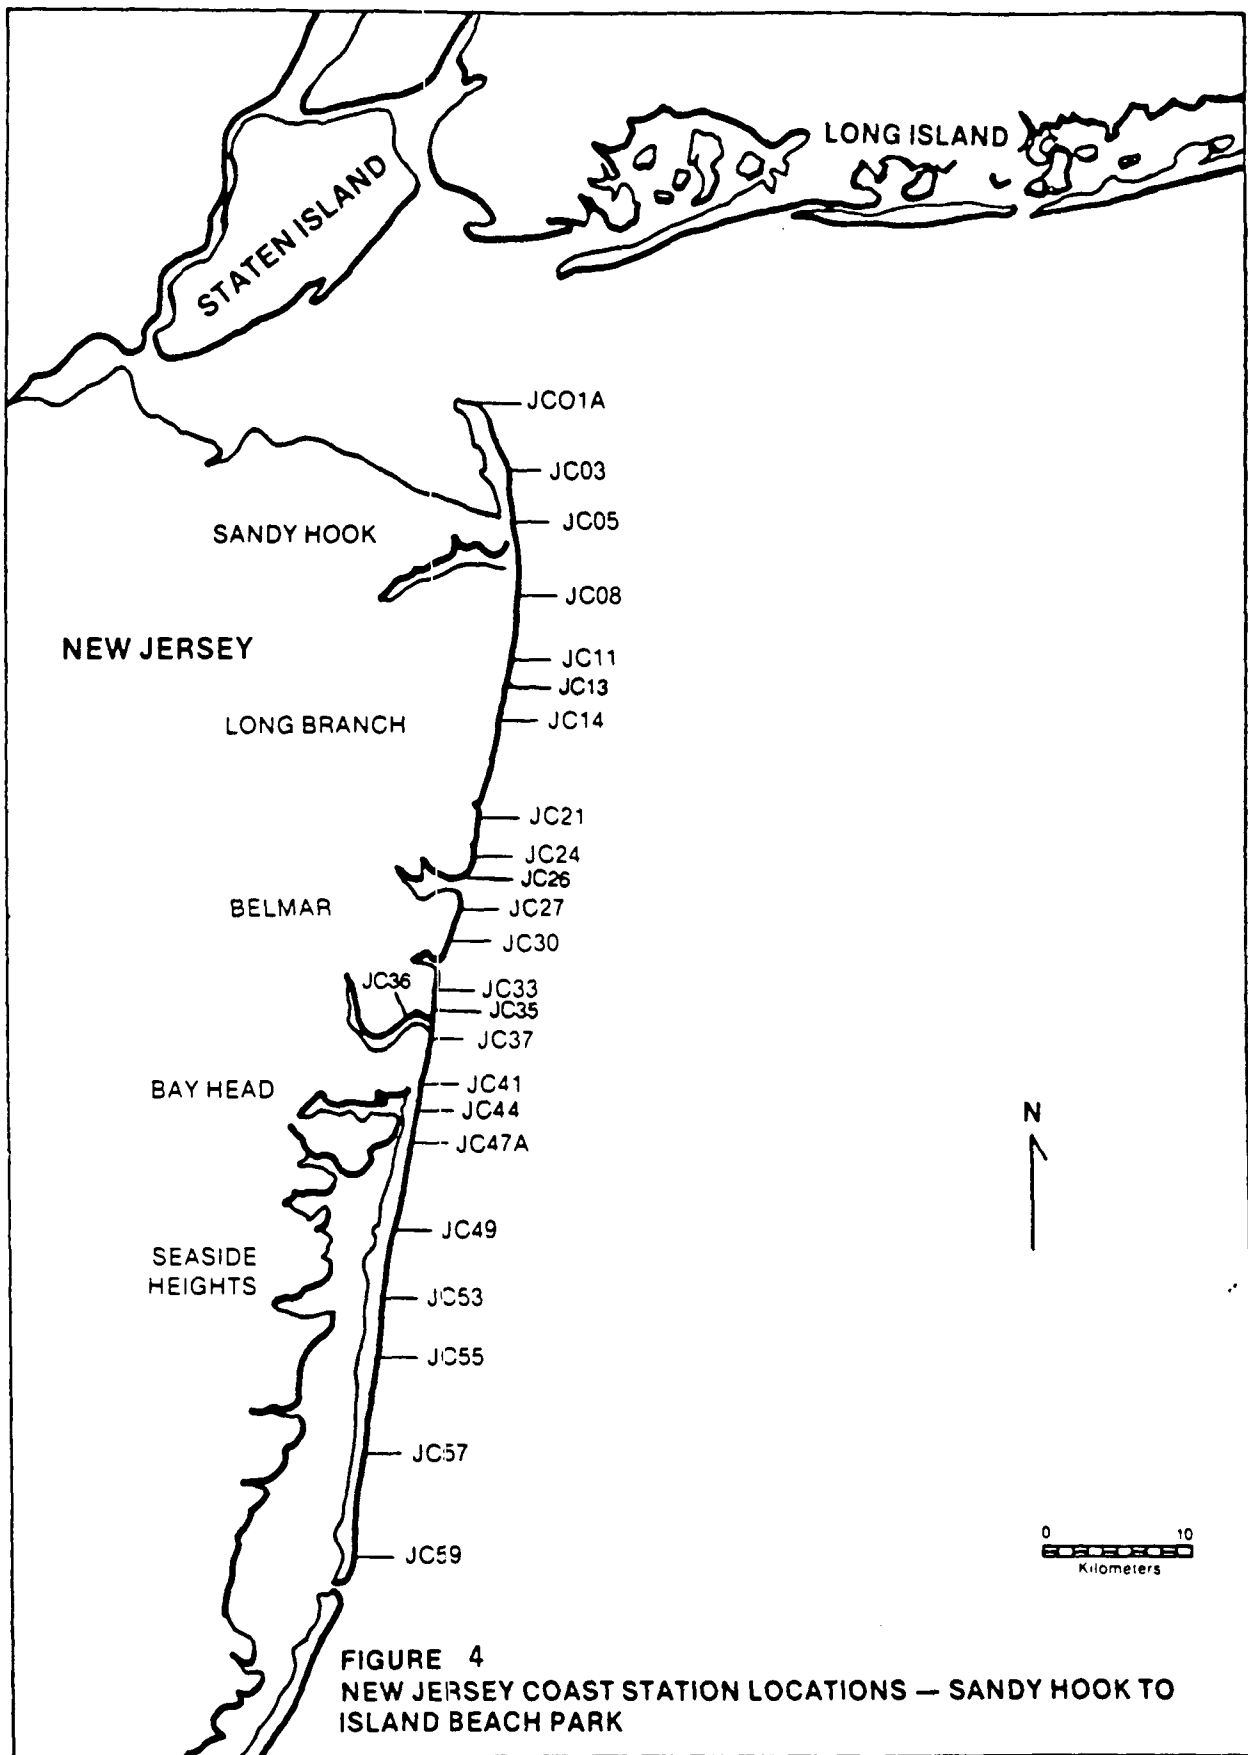 LONG ISLAND
STATEN ISLAND
JC01A
JC03
JC05
SANDY HOOK
JC08
NEW JERSEY
JC11
JC13
JC14
LONG BRANCH
JC21
JC24
JC26
BELMAR
JC27
JC30
JC36
JC33
JC35
JC37
BAY HEAD
JC41
JC44
N
JC47A
JC49
SEASIDE
HEIGHTS
JC53
JC55
JC57
0 10
Kilometers
JC59
FIGURE 4
NEW JERSEY COAST STATION LOCATIONS — SANDY HOOK TO
ISLAND BEACH PARK